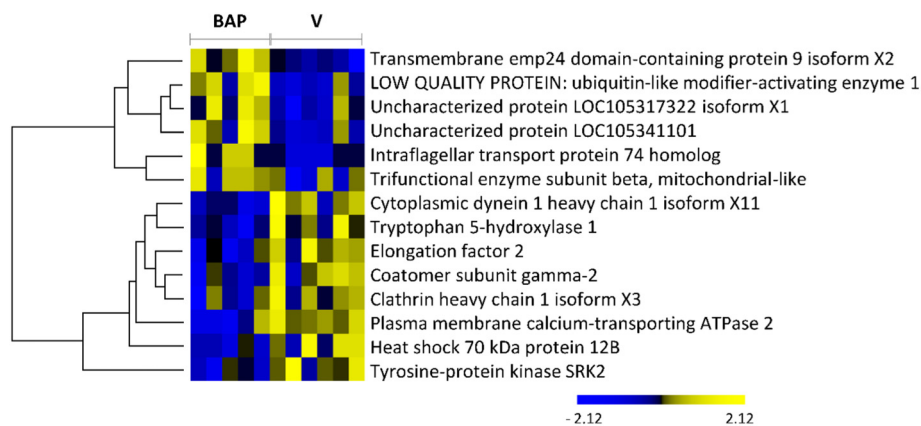 BAP V
Transmembrane emp24 domain-containing protein 9 isoform X2
LOW QUALITY PROTEIN: ubiquitin-like modifier-activating enzyme 1
Uncharacterized protein LOC105317322 isoform X1
Uncharacterized protein LOC105341101
Intraflagellar transport protein 74 homolog
Trifunctional enzyme subunit beta, mitochondrial-like
Cytoplasmic dynein 1 heavy chain 1 isoform X11
Tryptophan 5-hydroxylase 1
Elongation factor 2
Coatomer subunit gamma-2
Clathrin heavy chain 1 isoform X3
Plasma membrane calcium-transporting ATPase 2
Heat shock 70 kDa protein 12B
Tyrosine-protein kinase SRK2
- 2.12 2.12